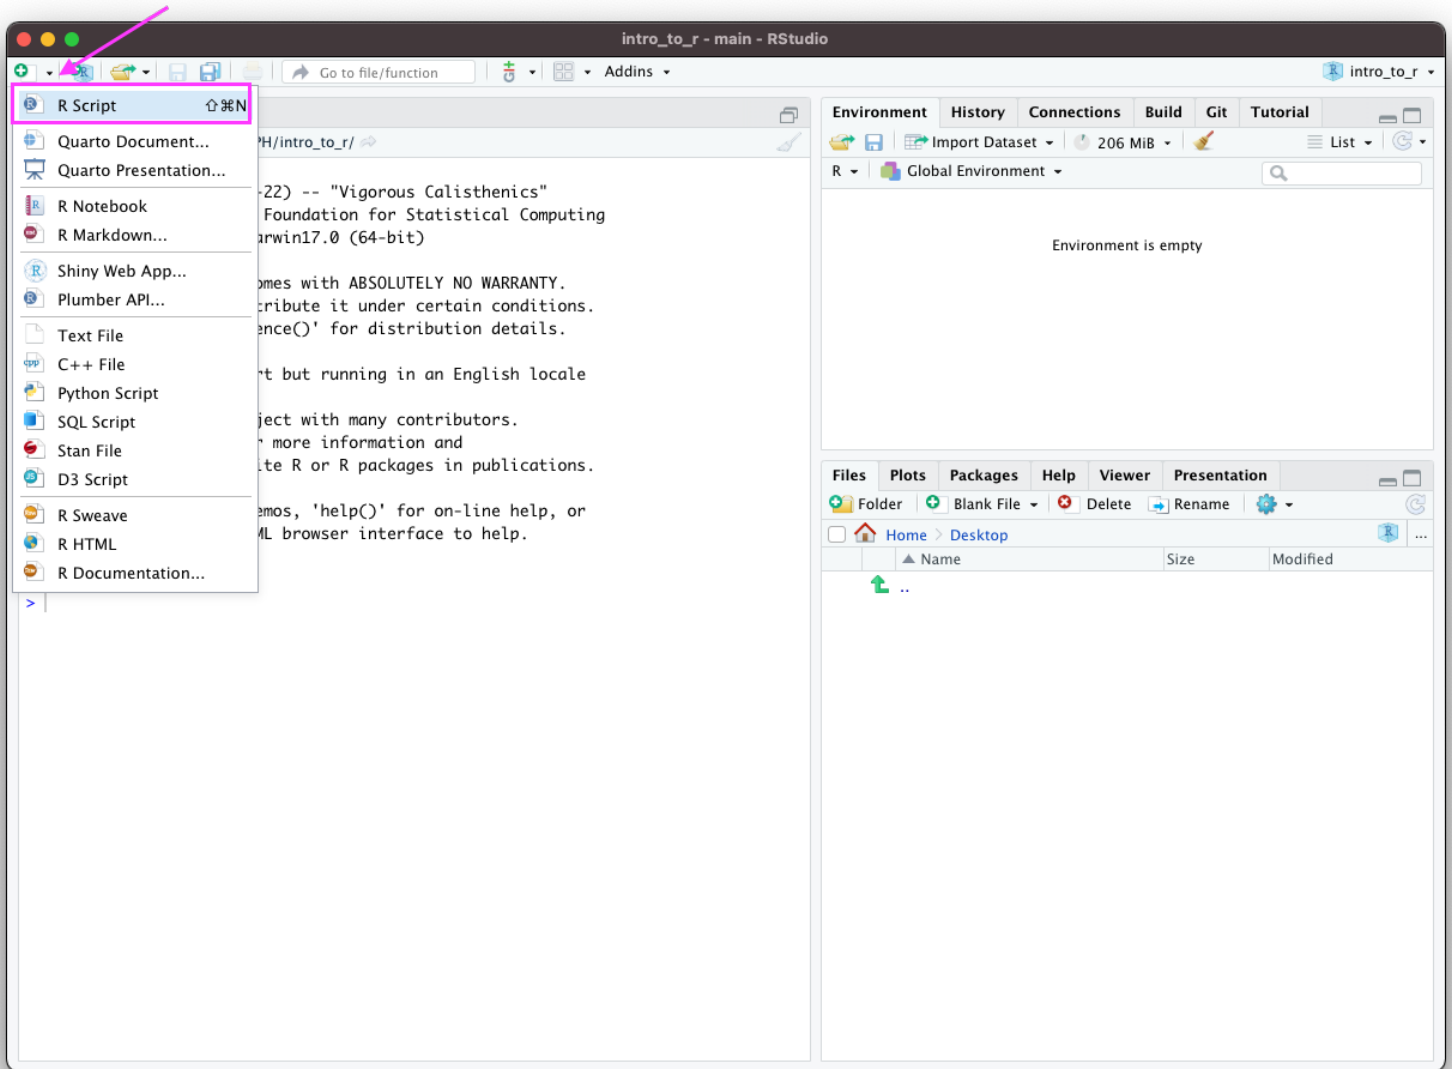 intro_to_r - main - RStudio
Go to file/function
Addins
intro_to_r
R Script ⇧⌘N
Quarto Document...
Quarto Presentation...
R Notebook
R Markdown...
Shiny Web App...
Plumber API...
Text File
C++ File
Python Script
SQL Script
Stan File
D3 Script
R Sweave
R HTML
R Documentation...
PH/intro_to_r/
-22) -- "Vigorous Calisthenics"
Foundation for Statistical Computing
arwin17.0 (64-bit)
omes with ABSOLUTELY NO WARRANTY.
tribute it under certain conditions.
ence()' for distribution details.
rt but running in an English locale
ject with many contributors.
r more information and
ite R or R packages in publications.
emos, 'help()' for on-line help, or
ML browser interface to help.
>
Environment History Connections Build Git Tutorial
Import Dataset 206 MiB List
R Global Environment
Environment is empty
Files Plots Packages Help Viewer Presentation
Folder Blank File Delete Rename
Home Desktop ...
Name Size Modified
..